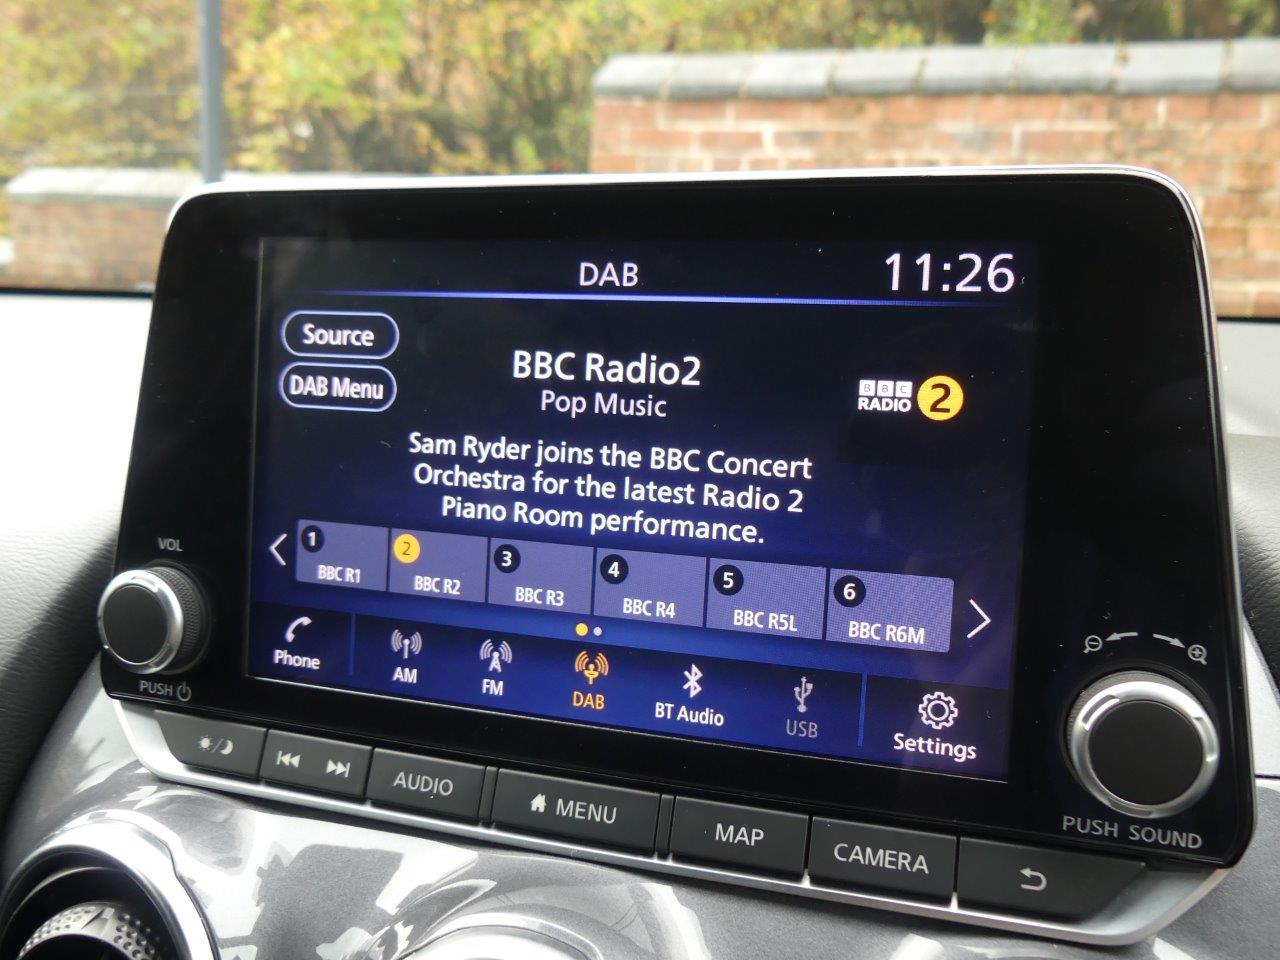 DAB
11:26
Source
DAB Menu
BBC Radio2
Pop Music
BBC
RADIO 2
Sam Ryder joins the BBC Concert
Orchestra for the latest Radio 2
Piano Room performance.
1
BBC R1
2
BBC R2
3
BBC R3
4
BBC R4
5
BBC R5L
6
BBC R6M
Phone
AM
FM
DAB
BT Audio
USB
Settings
VOL
PUSH
PUSH SOUND
AUDIO
MENU
MAP
CAMERA